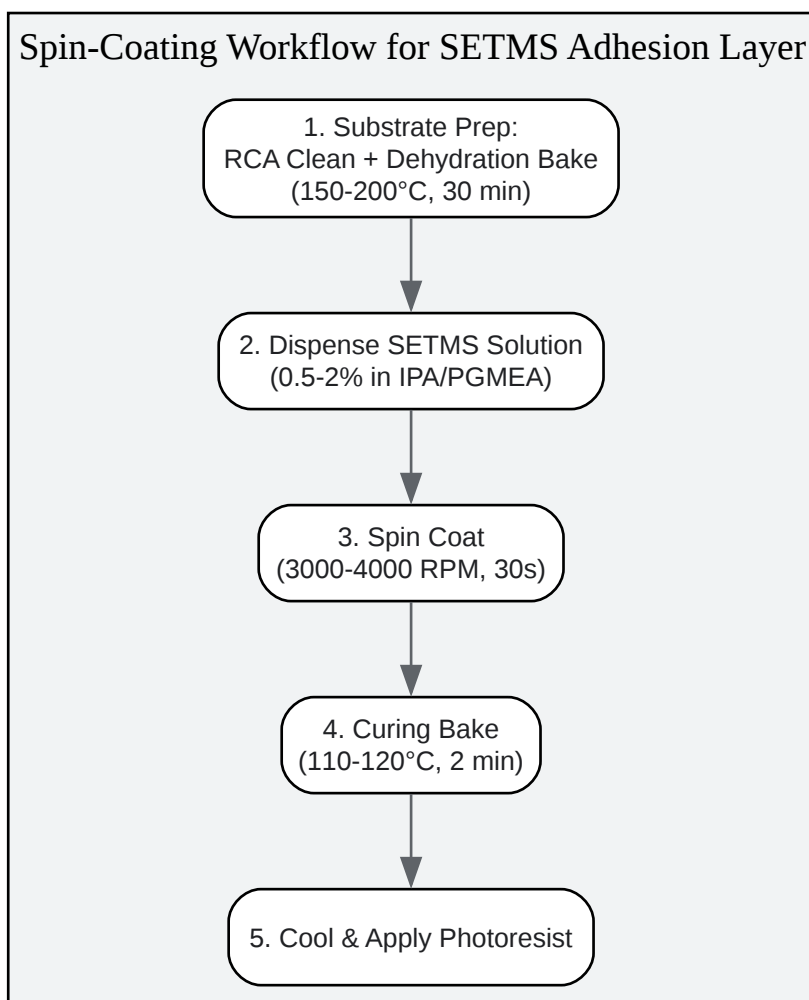 Spin-Coating Workflow for SETMS Adhesion Layer
1. Substrate Prep:
RCA Clean + Dehydration Bake
(150-200°C, 30 min)
2. Dispense SETMS Solution
(0.5-2% in IPA/PGMEA)
3. Spin Coat
(3000-4000 RPM, 30s)
4. Curing Bake
(110-120°C, 2 min)
5. Cool & Apply Photoresist